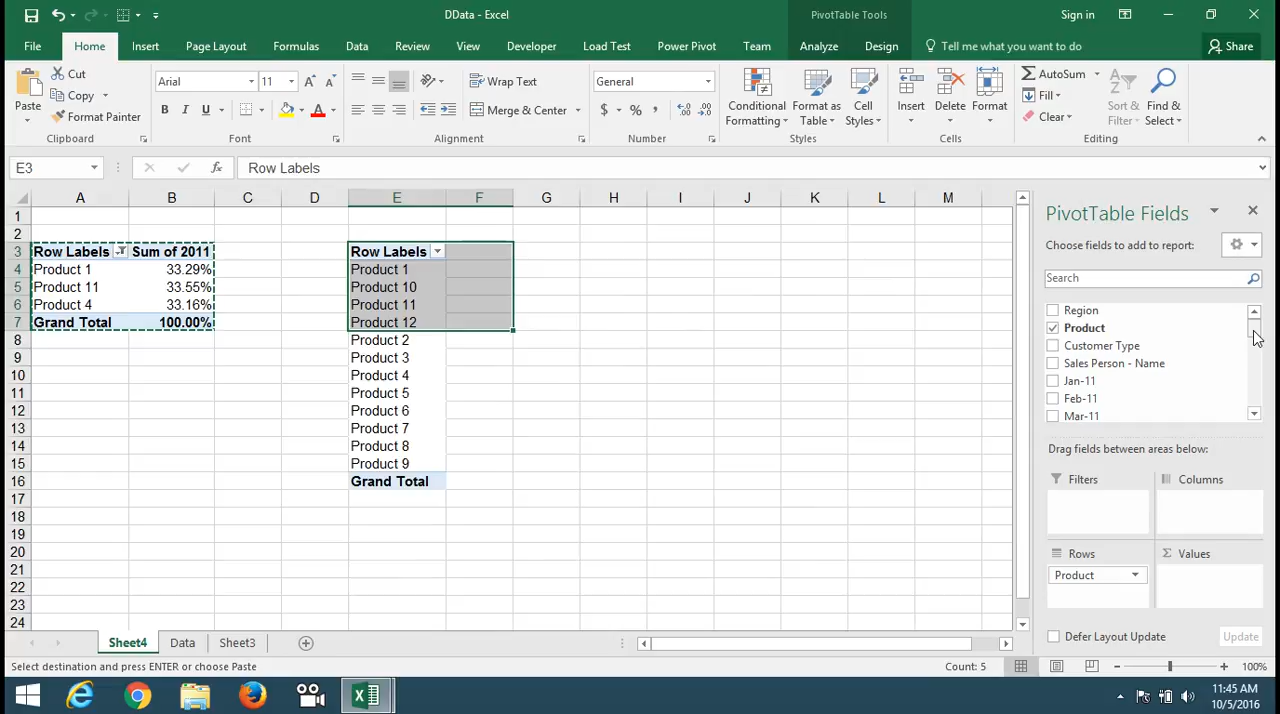 DData - Excel
PivotTable Tools
Sign in
File Home Insert Page Layout Formulas Data Review View Developer Load Test Power Pivot Team Analyze Design Tell me what you want to do Share
Paste
Cut
Copy
Format Painter
Clipboard
Arial 11
B I U
Font
Wrap Text
Merge & Center
Alignment
General
$ % ,
Number
Conditional Formatting
Format as Table
Cell Styles
Styles
Insert Delete Format
Cells
AutoSum
Fill
Clear
Sort & Filter
Find & Select
Editing
E3 fx Row Labels
A B C D E F G H I J K L M
1
2
3 Row Labels Sum of 2011 Row Labels
4 Product 1 33.29% Product 1
5 Product 11 33.55% Product 10
6 Product 4 33.16% Product 11
7 Grand Total 100.00% Product 12
8 Product 2
9 Product 3
10 Product 4
11 Product 5
12 Product 6
13 Product 7
14 Product 8
15 Product 9
16 Grand Total
17
18
19
20
21
22
23
24
PivotTable Fields
Choose fields to add to report:
Search
Region
Product
Customer Type
Sales Person - Name
Jan-11
Feb-11
Mar-11
Drag fields between areas below:
Filters Columns
Rows Σ Values
Product
Defer Layout Update Update
Sheet4 Data Sheet3
Select destination and press ENTER or choose Paste Count: 5 100%
11:45 AM
10/5/2016